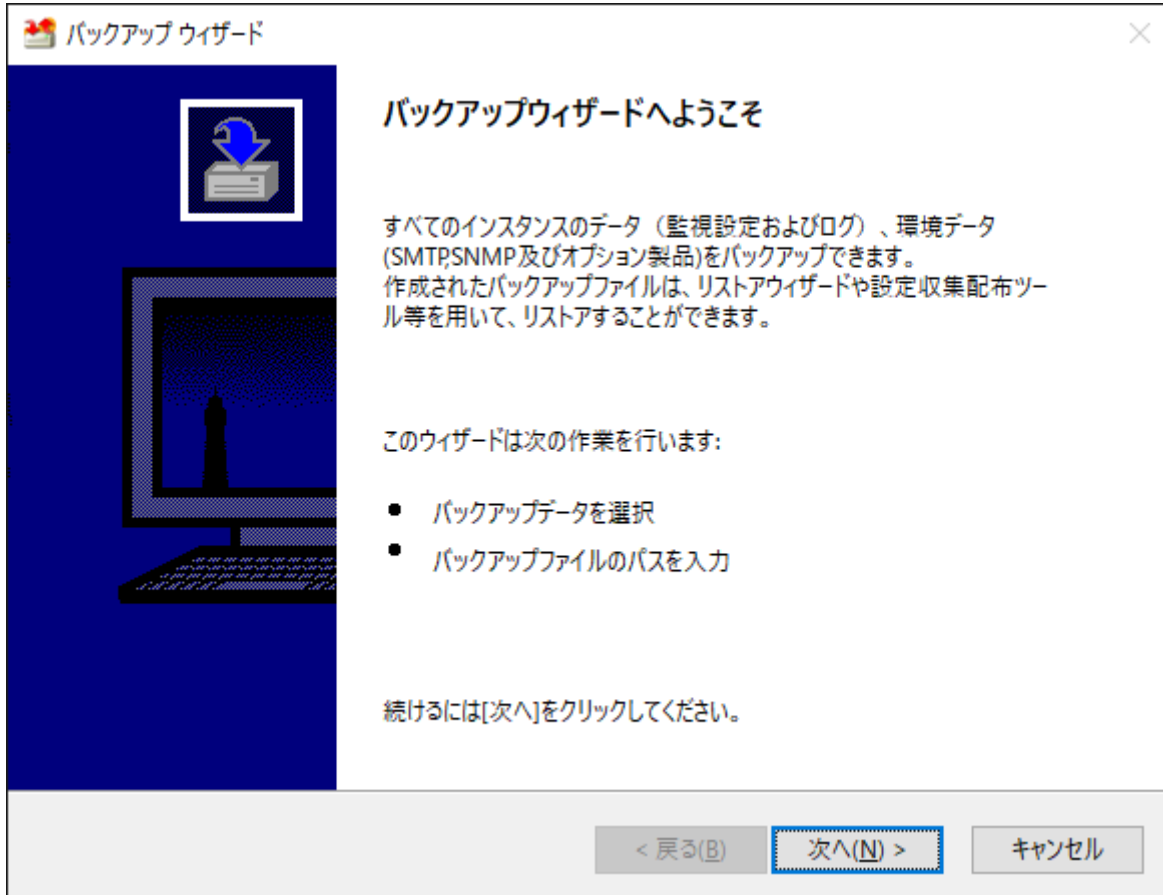 バックアップ ウィザード
バックアップウィザードへようこそ
すべてのインスタンスのデータ（監視設定およびログ）、環境データ
(SMTP,SNMP及びオプション製品)をバックアップできます。
作成されたバックアップファイルは、リストアウィザードや設定収集配布ツー
ル等を用いて、リストアすることができます。
このウィザードは次の作業を行います:
● バックアップデータを選択
● バックアップファイルのパスを入力
続けるには[次へ]をクリックしてください。
< 戻る(B)
次へ(N) >
キャンセル